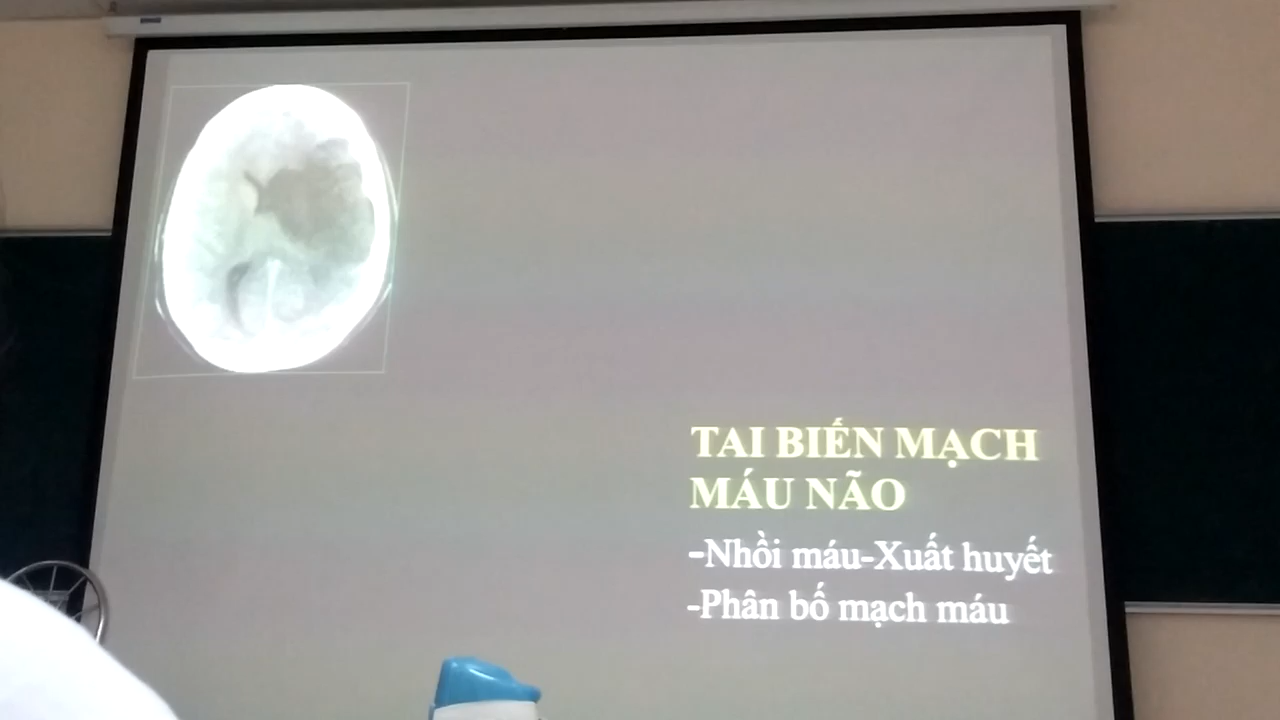 TAI BIẾN MẠCH
MÁU NÃO
-Nhồi máu-Xuất huyết
-Phân bố mạch máu